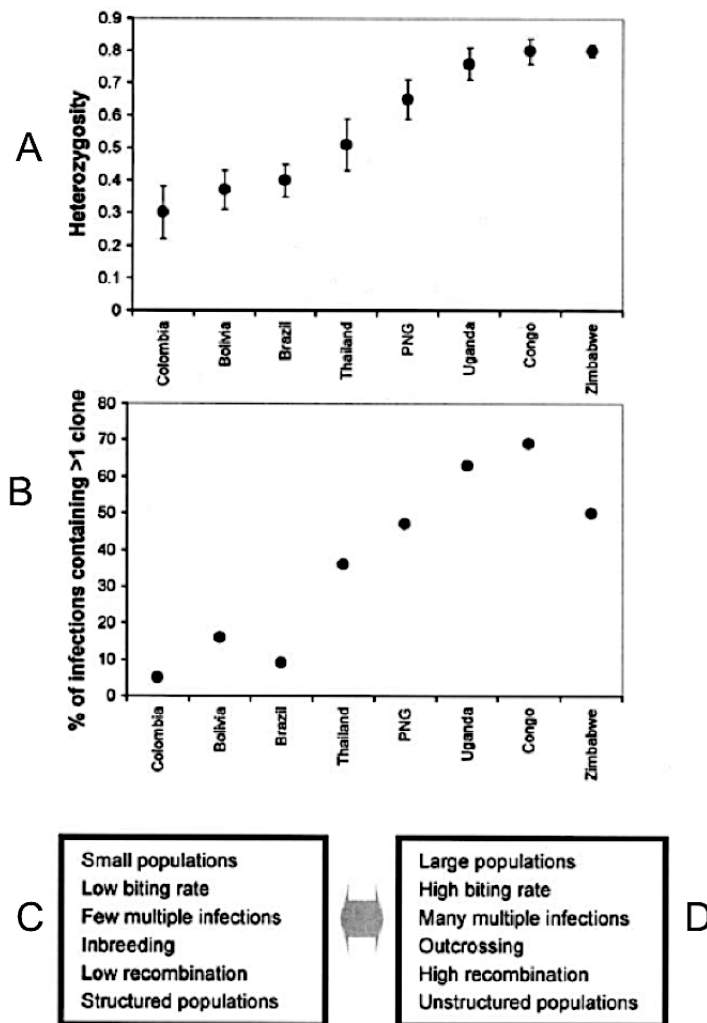 A
Heterozygosity
0.9
0.8
0.7
0.6
0.5
0.4
0.3
0.2
0.1
0
Colombia
Bolivia
Brazil
Thailand
PNG
Uganda
Congo
Zimbabwe
B
% of infections containing >1 clone
80
70
60
50
40
30
20
10
0
Colombia
Bolivia
Brazil
Thailand
PNG
Uganda
Congo
Zimbabwe
C
Small populations
Low biting rate
Few multiple infections
Inbreeding
Low recombination
Structured populations
Large populations
High biting rate
Many multiple infections
Outcrossing
High recombination
Unstructured populations
D